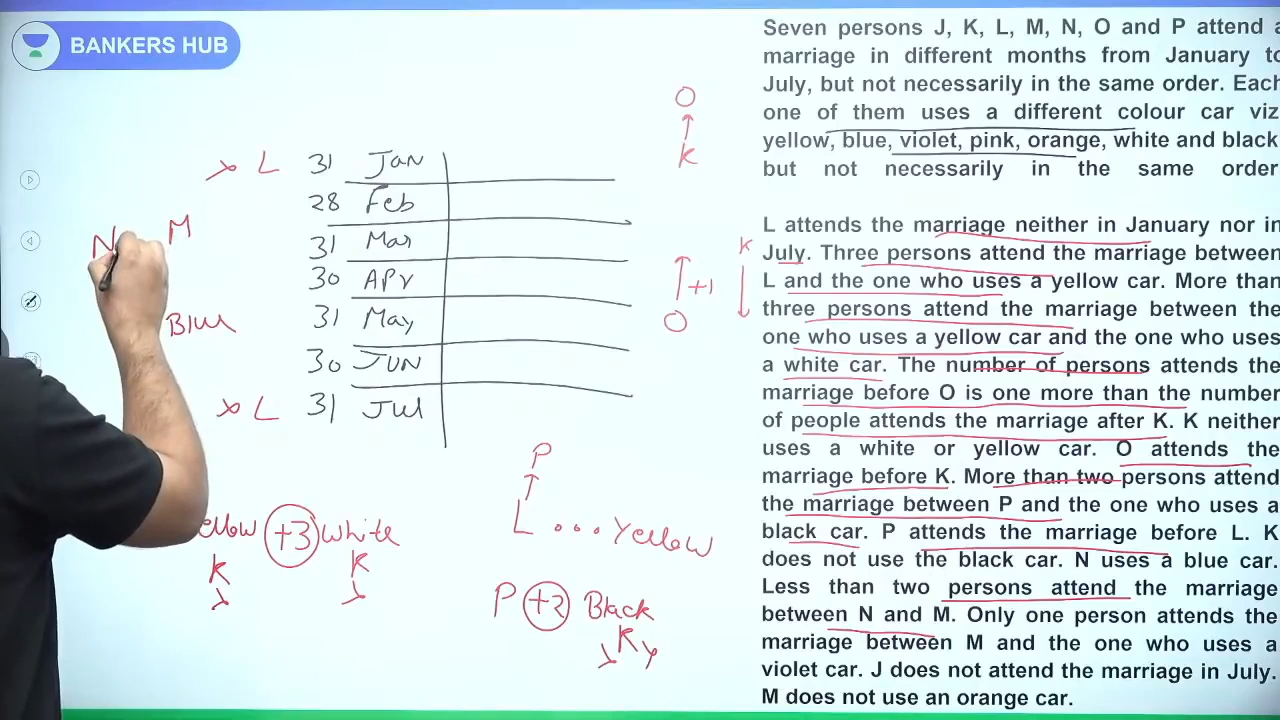 BANKERS HUB
Seven persons J, K, L, M, N, O and P attend a
marriage in different months from January to
July, but not necessarily in the same order. Each
one of them uses a different colour car viz
yellow, blue, violet, pink, orange, white and black
but not necessarily in the same order
L attends the marriage neither in January nor in
July. Three persons attend the marriage between
L and the one who uses a yellow car. More than
three persons attend the marriage between the
one who uses a yellow car and the one who uses
a white car. The number of persons attends the
marriage before O is one more than the number
of people attends the marriage after K. K neither
uses a white or yellow car. O attends the
marriage before K. More than two persons attend
the marriage between P and the one who uses a
black car. P attends the marriage before L. K
does not use the black car. N uses a blue car.
Less than two persons attend the marriage
between N and M. Only one person attends the
marriage between M and the one who uses a
violet car. J does not attend the marriage in July.
M does not use an orange car.
O
K
L 31 Jan
28 Feb
N M
31 Mar
30 APr
31 May
Blue
30 JUN
L 31 Jul
K
+1
O
P
L ... Yellow
ellow +3 White
K K
P +2 Black
K